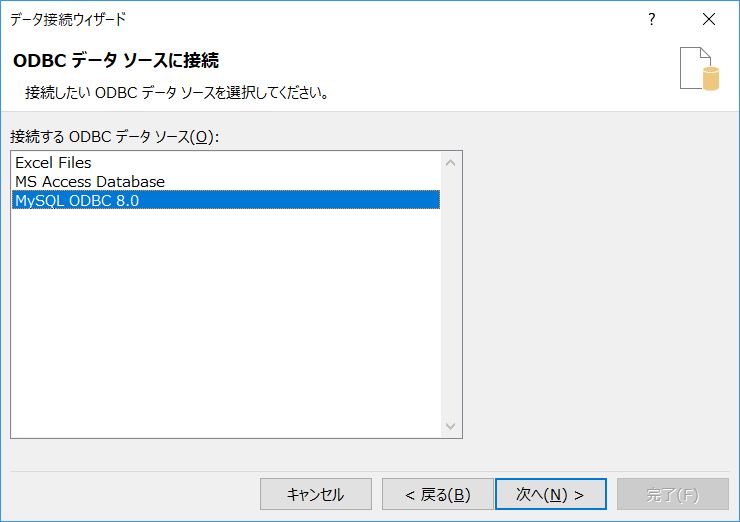 データ接続ウィザード ?
ODBC データ ソースに接続
接続したい ODBC データ ソースを選択してください。
接続する ODBC データ ソース(O):
Excel Files
MS Access Database
MySQL ODBC 8.0
キャンセル < 戻る(B) 次へ(N) > 完了(F)